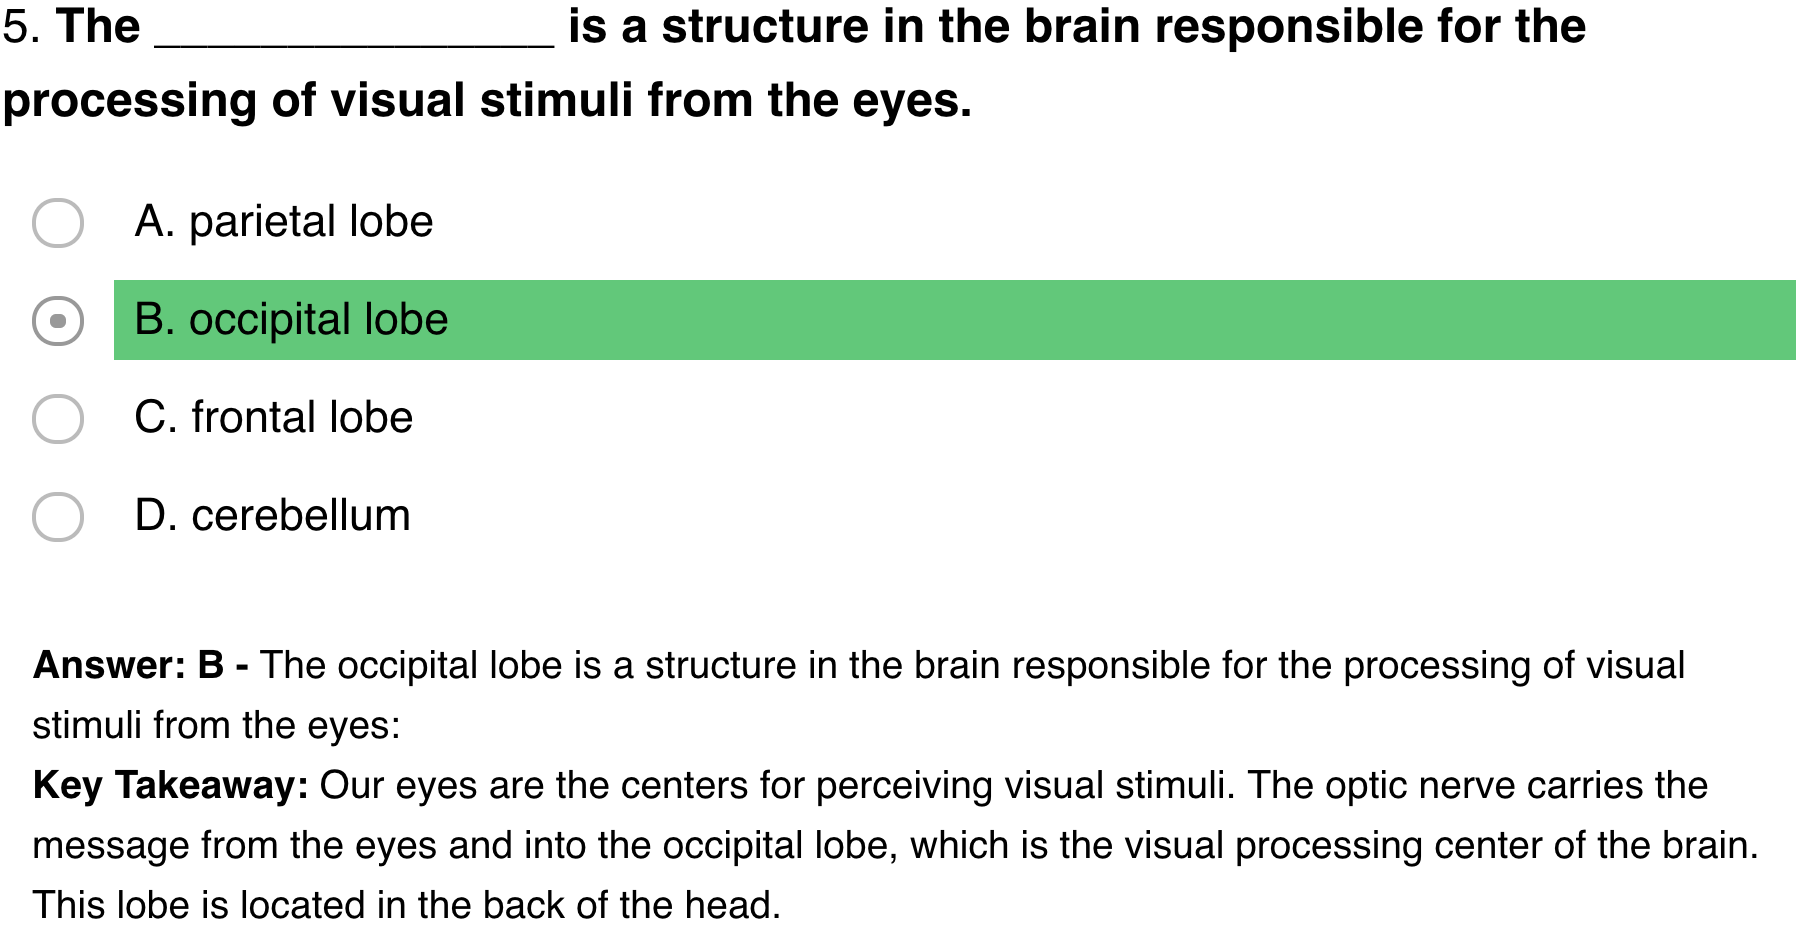 5. The _______________ is a structure in the brain responsible for the
processing of visual stimuli from the eyes.
A. parietal lobe
B. occipital lobe
C. frontal lobe
D. cerebellum
Answer: B - The occipital lobe is a structure in the brain responsible for the processing of visual
stimuli from the eyes:
Key Takeaway: Our eyes are the centers for perceiving visual stimuli. The optic nerve carries the
message from the eyes and into the occipital lobe, which is the visual processing center of the brain.
This lobe is located in the back of the head.